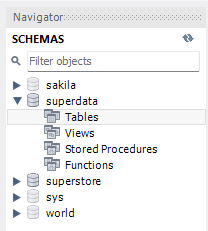 Navigator
SCHEMAS
Filter objects
sakila
superdata
Tables
Views
Stored Procedures
Functions
superstore
sys
world